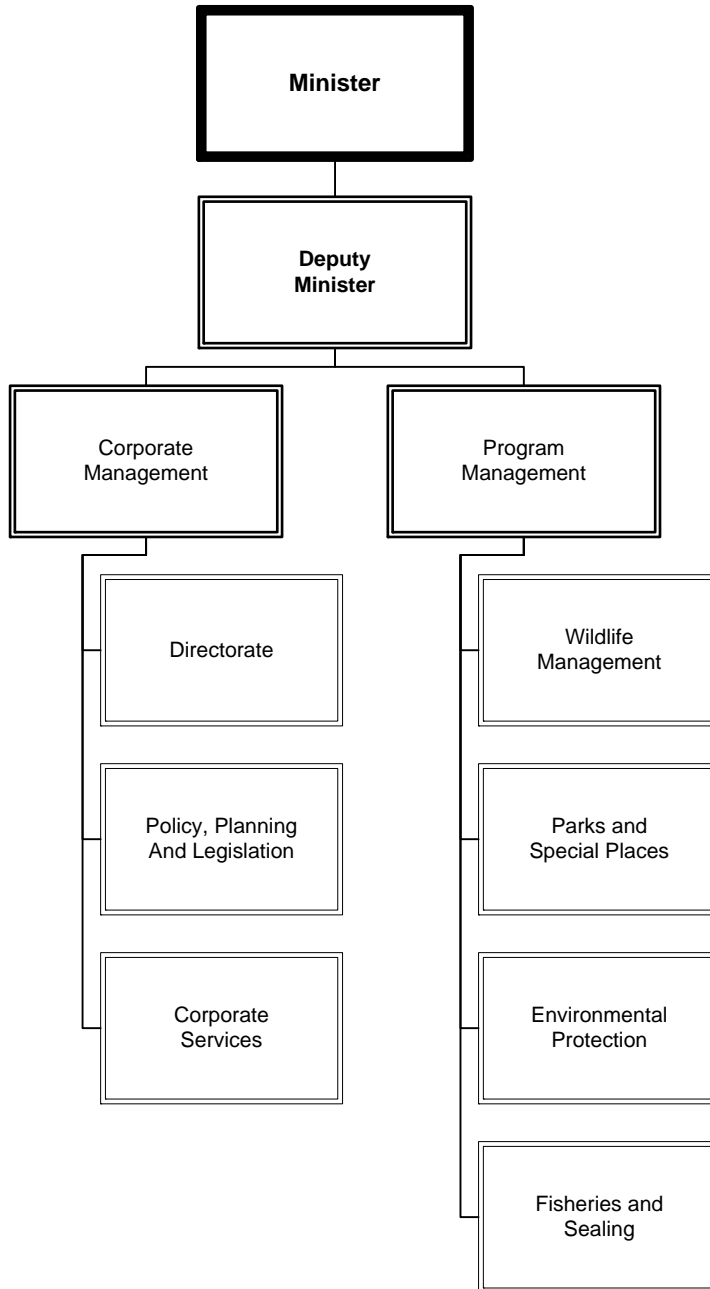 Minister
Deputy
Minister
Corporate
Management
Program
Management
Directorate
Wildlife
Management
Policy, Planning
And Legislation
Parks and
Special Places
Corporate
Services
Environmental
Protection
Fisheries and
Sealing